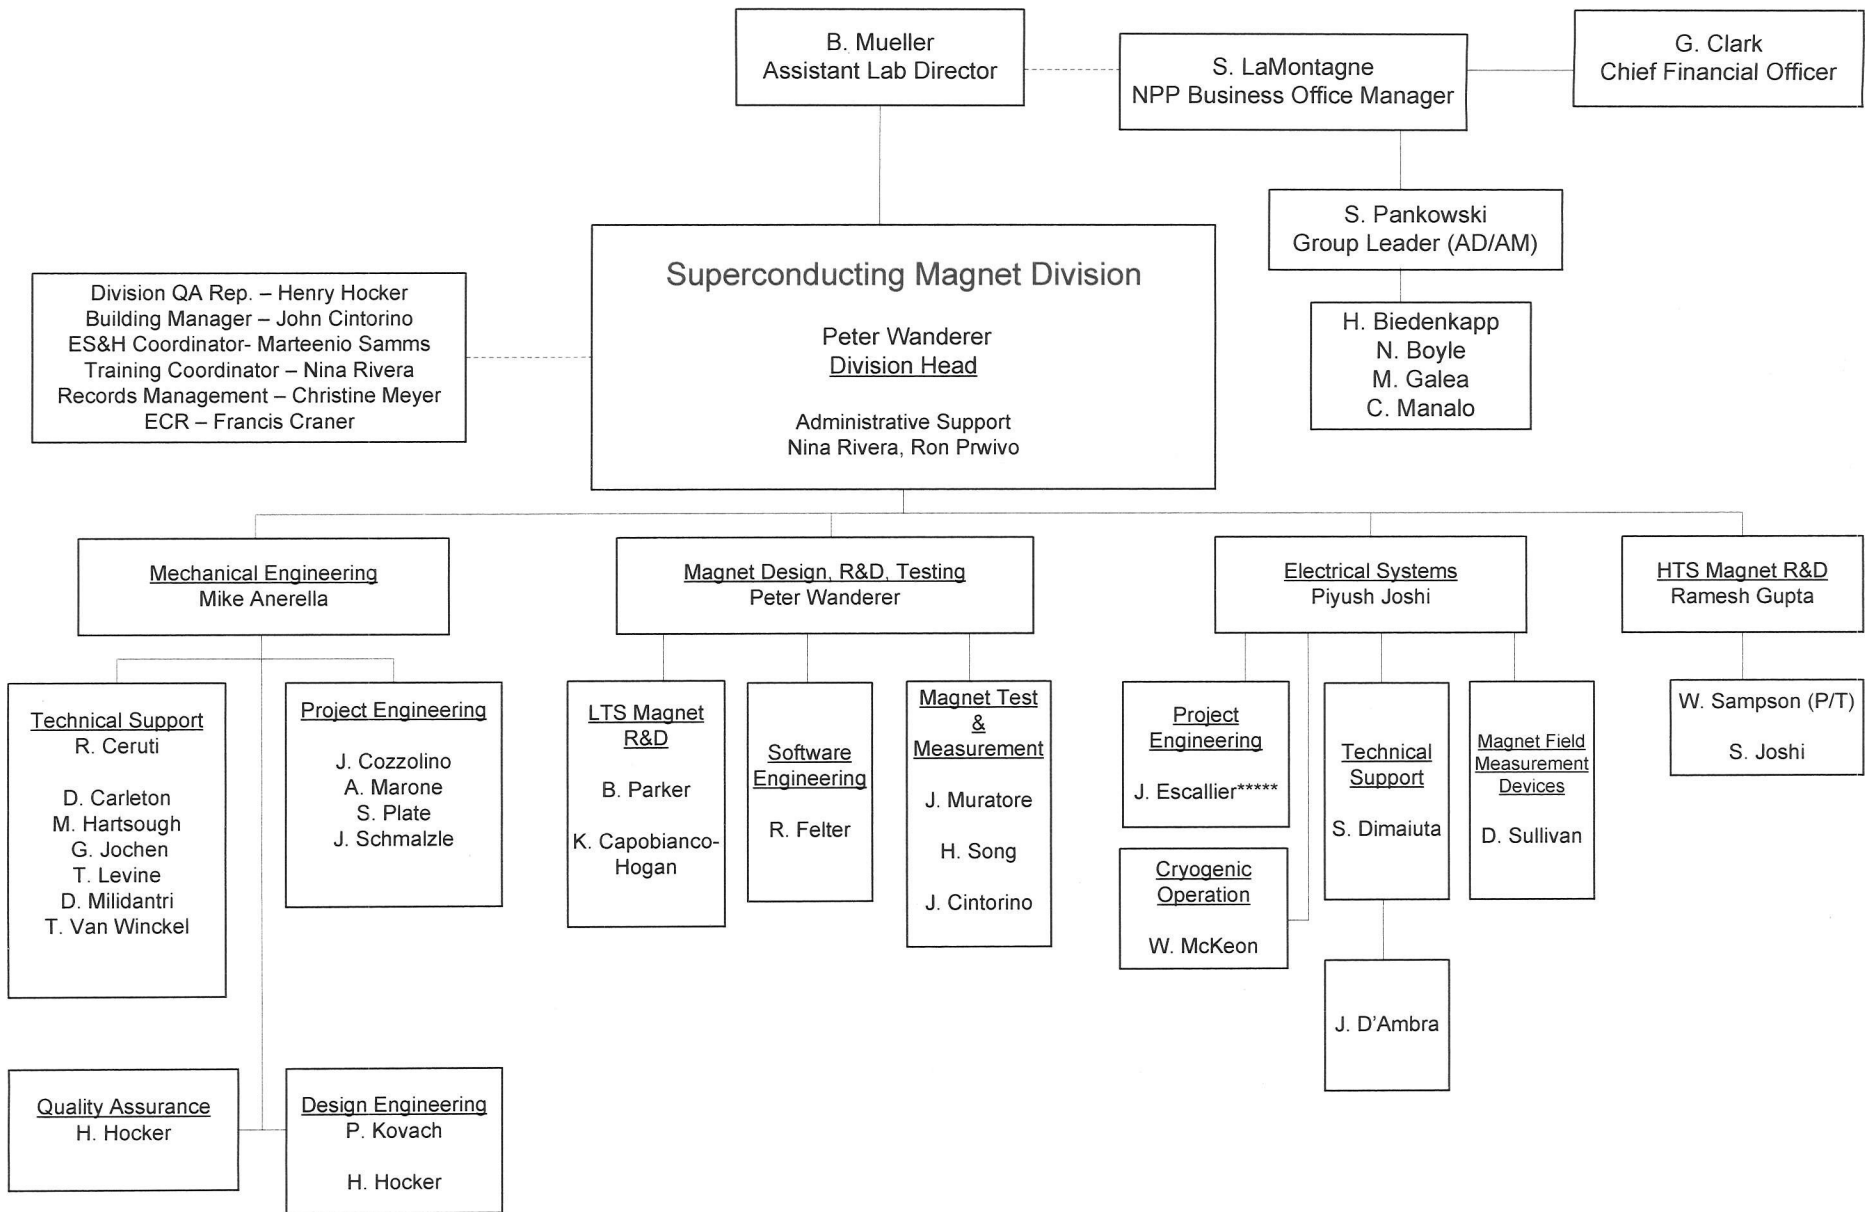 B. Mueller
Assistant Lab Director
S. LaMontagne
NPP Business Office Manager
G. Clark
Chief Financial Officer
S. Pankowski
Group Leader (AD/AM)
H. Biedenkapp
N. Boyle
M. Galea
C. Manalo
Superconducting Magnet Division
Peter Wanderer
Division Head
Administrative Support
Nina Rivera, Ron Prwivo
Division QA Rep. – Henry Hocker
Building Manager – John Cintorino
ES&H Coordinator- Marteenio Samms
Training Coordinator – Nina Rivera
Records Management – Christine Meyer
ECR – Francis Craner
Mechanical Engineering
Mike Anerella
Magnet Design, R&D, Testing
Peter Wanderer
Electrical Systems
Piyush Joshi
HTS Magnet R&D
Ramesh Gupta
Technical Support
R. Ceruti
D. Carleton
M. Hartsough
G. Jochen
T. Levine
D. Milidantri
T. Van Winckel
Project Engineering
J. Cozzolino
A. Marone
S. Plate
J. Schmalzle
LTS Magnet
R&D
B. Parker
K. Capobianco-
Hogan
Software
Engineering
R. Felter
Magnet Test
&
Measurement
J. Muratore
H. Song
J. Cintorino
Project
Engineering
J. Escallier*****
Cryogenic
Operation
W. McKeon
Technical
Support
S. Dimaiuta
J. D'Ambra
Magnet Field
Measurement
Devices
D. Sullivan
W. Sampson (P/T)
S. Joshi
Quality Assurance
H. Hocker
Design Engineering
P. Kovach
H. Hocker